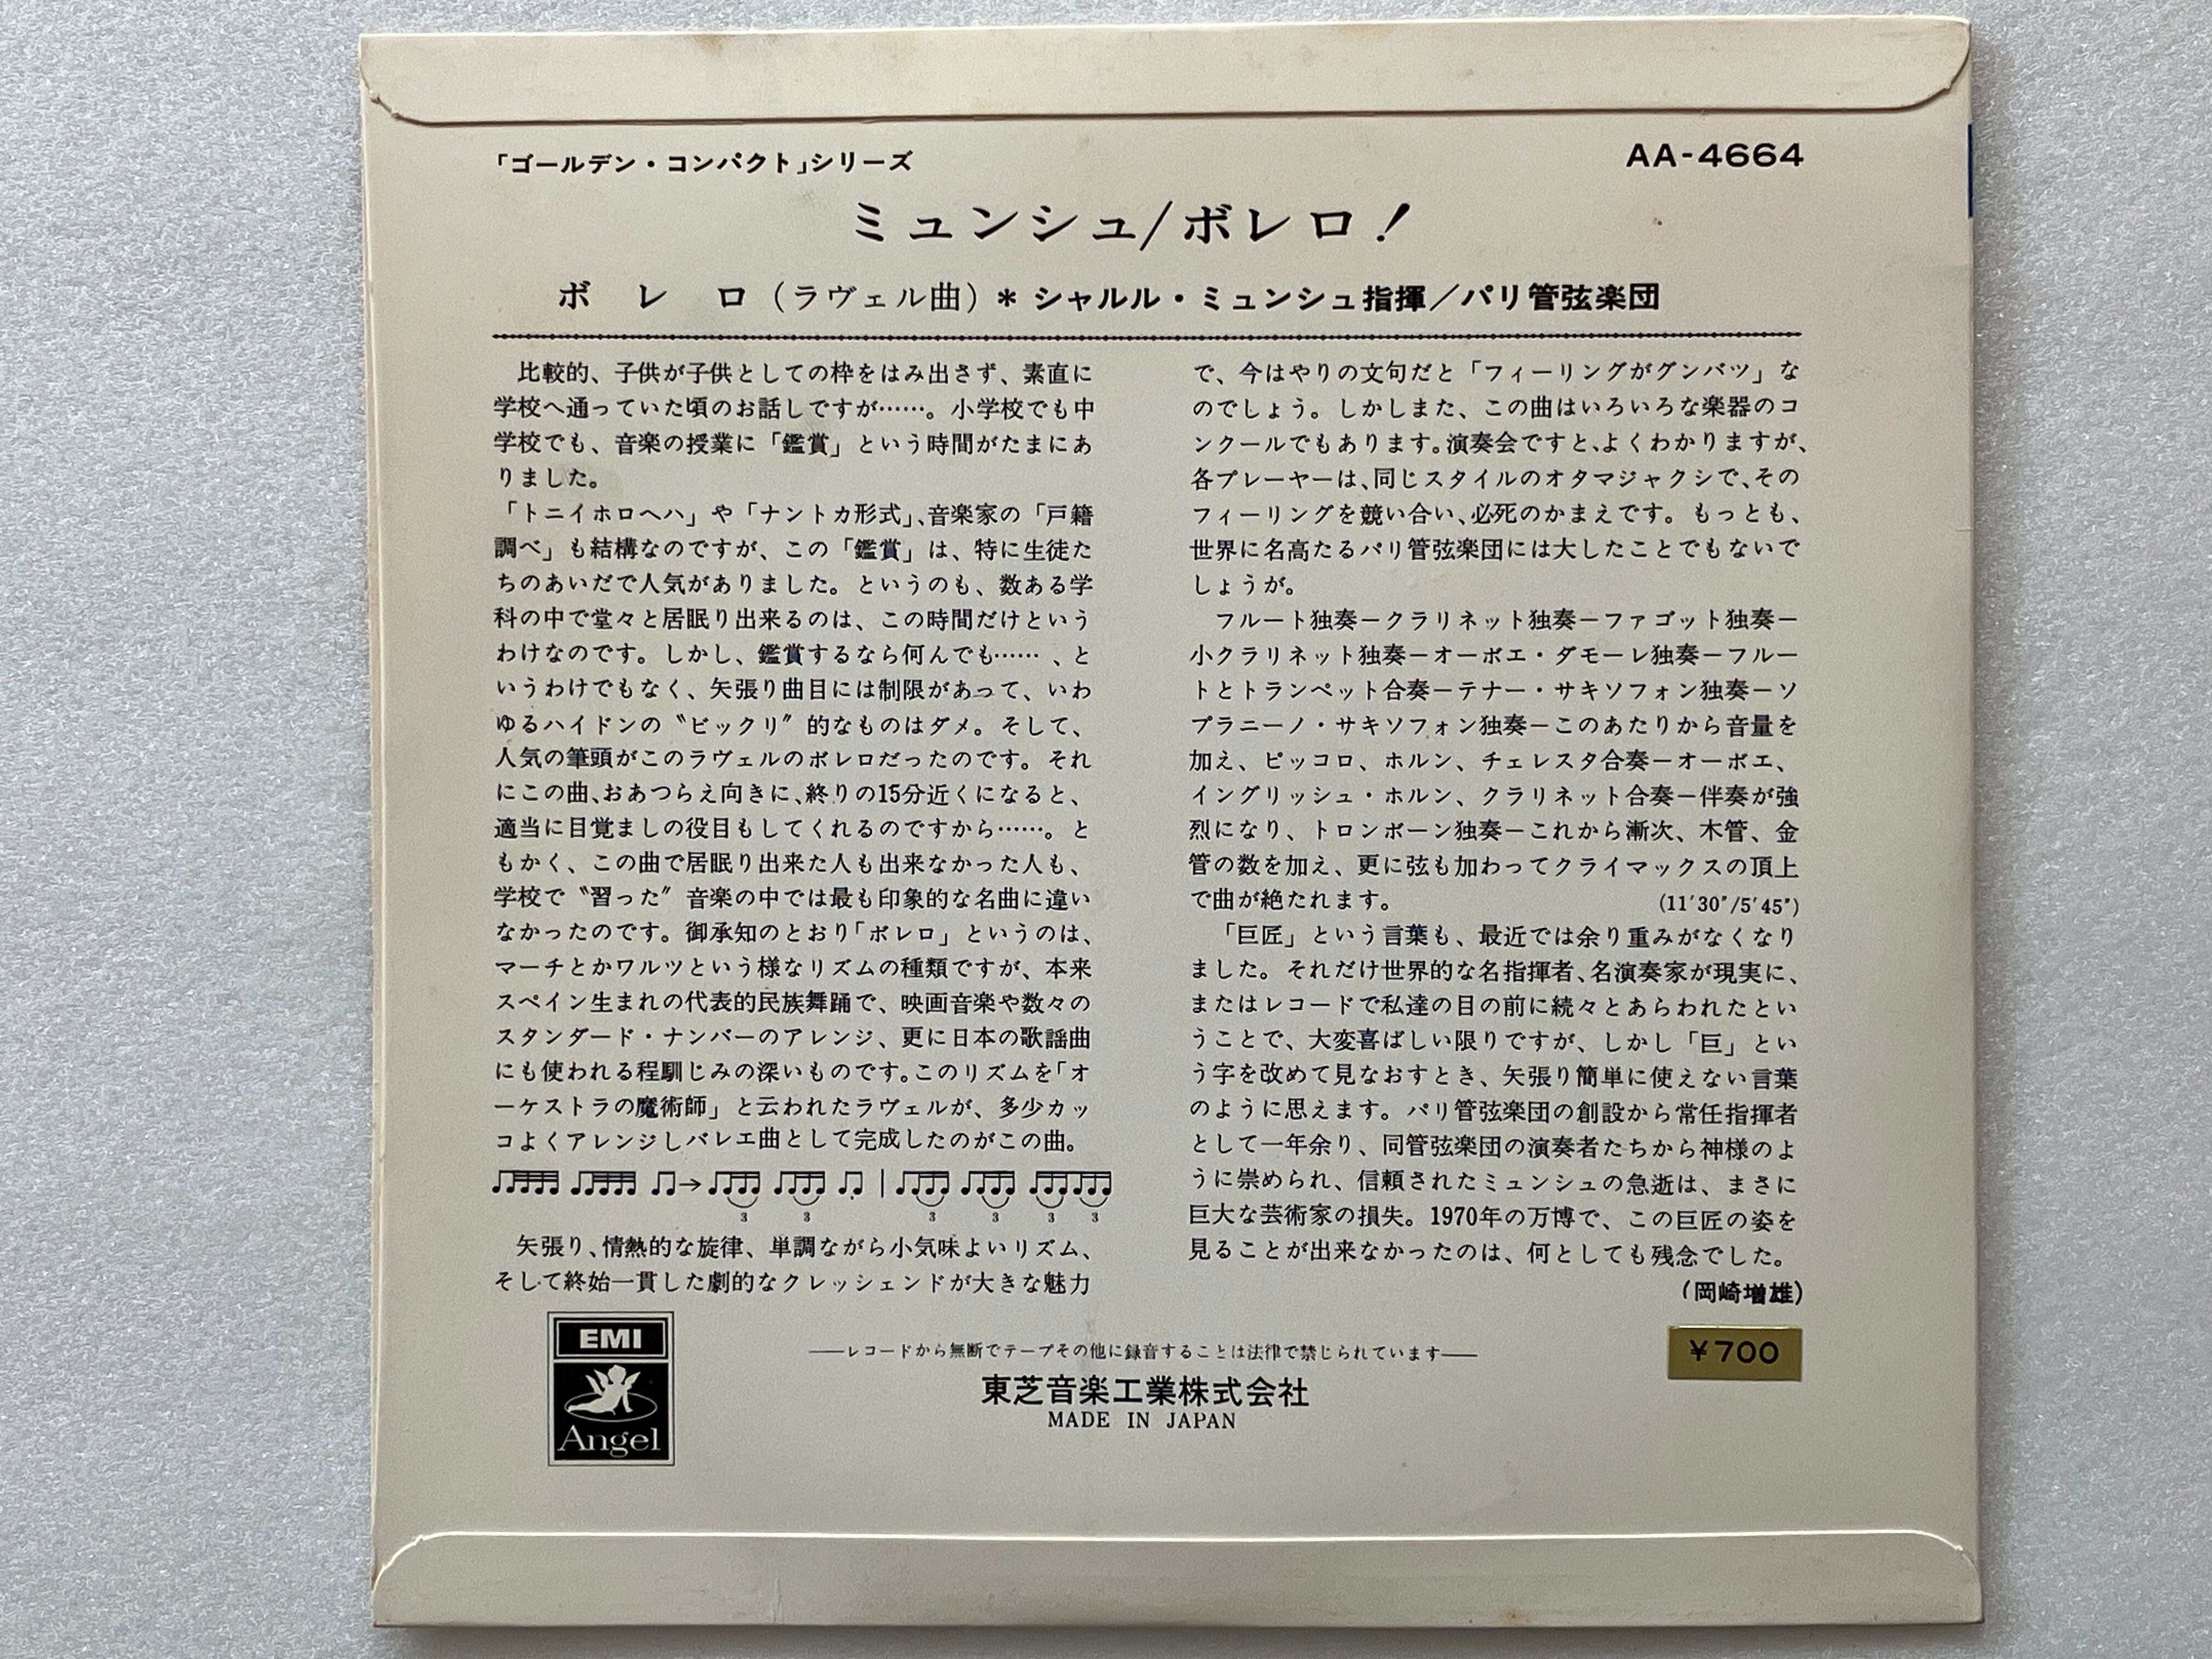 「ゴールデン・コンパクト」シリーズ
AA-4664
ミュンシュ/ボレロ!
ボレロ(ラヴェル曲)＊シャルル・ミュンシュ指揮／パリ管弦楽団
比較的、子供が子供としての枠をはみ出さず、素直に
学校へ通っていた頃のお話しですが……。小学校でも中
学校でも、音楽の授業に「鑑賞」という時間がたまにあ
りました。
「トニイホロヘハ」や「ナントカ形式」、音楽家の「戸籍
調べ」も結構なのですが、この「鑑賞」は、特に生徒た
ちのあいだで人気がありました。というのも、数ある学
科の中で堂々と居眠り出来るのは、この時間だけという
わけなのです。しかし、鑑賞するなら何んでも……、と
いうわけでもなく、矢張り曲目には制限があって、いわ
ゆるハイドンの〝ビックリ〞的なものはダメ。そして、
人気の筆頭がこのラヴェルのボレロだったのです。それ
にこの曲、おあつらえ向きに、終りの15分近くになると、
適当に目覚ましの役目もしてくれるのですから……。と
もかく、この曲で居眠り出来た人も出来なかった人も、
学校で〝習った〞音楽の中では最も印象的な名曲に違い
なかったのです。御承知のとおり「ボレロ」というのは、
マーチとかワルツという様なリズムの種類ですが、本来
スペイン生まれの代表的民族舞踊で、映画音楽や数々の
スタンダード・ナンバーのアレンジ、更に日本の歌謡曲
にも使われる程馴じみの深いものです。このリズムを「オ
ーケストラの魔術師」と云われたラヴェルが、多少カッ
コよくアレンジしバレエ曲として完成したのがこの曲。
3 3 3 3 3 3
矢張り、情熱的な旋律、単調ながら小気味よいリズム、
そして終始一貫した劇的なクレッシェンドが大きな魅力
で、今はやりの文句だと「フィーリングがグンバツ」な
のでしょう。しかしまた、この曲はいろいろな楽器のコ
ンクールでもあります。演奏会ですと、よくわかりますが、
各プレーヤーは、同じスタイルのオタマジャクシで、その
フィーリングを競い合い、必死のかまえです。もっとも、
世界に名高たるパリ管弦楽団には大したことでもないで
しょうが。
フルート独奏－クラリネット独奏－ファゴット独奏－
小クラリネット独奏－オーボエ・ダモーレ独奏－フルー
トとトランペット合奏－テナー・サキソフォン独奏－ソ
プラニーノ・サキソフォン独奏－このあたりから音量を
加え、ピッコロ、ホルン、チェレスタ合奏－オーボエ、
イングリッシュ・ホルン、クラリネット合奏－伴奏が強
烈になり、トロンボーン独奏－これから漸次、木管、金
管の数を加え、更に弦も加わってクライマックスの頂上
で曲が絶たれます。 (11′30″/5′45″)
「巨匠」という言葉も、最近では余り重みがなくなり
ました。それだけ世界的な名指揮者、名演奏家が現実に、
またはレコードで私達の目の前に続々とあらわれたとい
うことで、大変喜ばしい限りですが、しかし「巨」とい
う字を改めて見なおすとき、矢張り簡単に使えない言葉
のように思えます。パリ管弦楽団の創設から常任指揮者
として一年余り、同管弦楽団の演奏者たちから神様のよ
うに崇められ、信頼されたミュンシュの急逝は、まさに
巨大な芸術家の損失。1970年の万博で、この巨匠の姿を
見ることが出来なかったのは、何としても残念でした。
(岡崎増雄)
EMI
Angel
――レコードから無断でテープその他に録音することは法律で禁じられています――
東芝音楽工業株式会社
MADE IN JAPAN
¥700